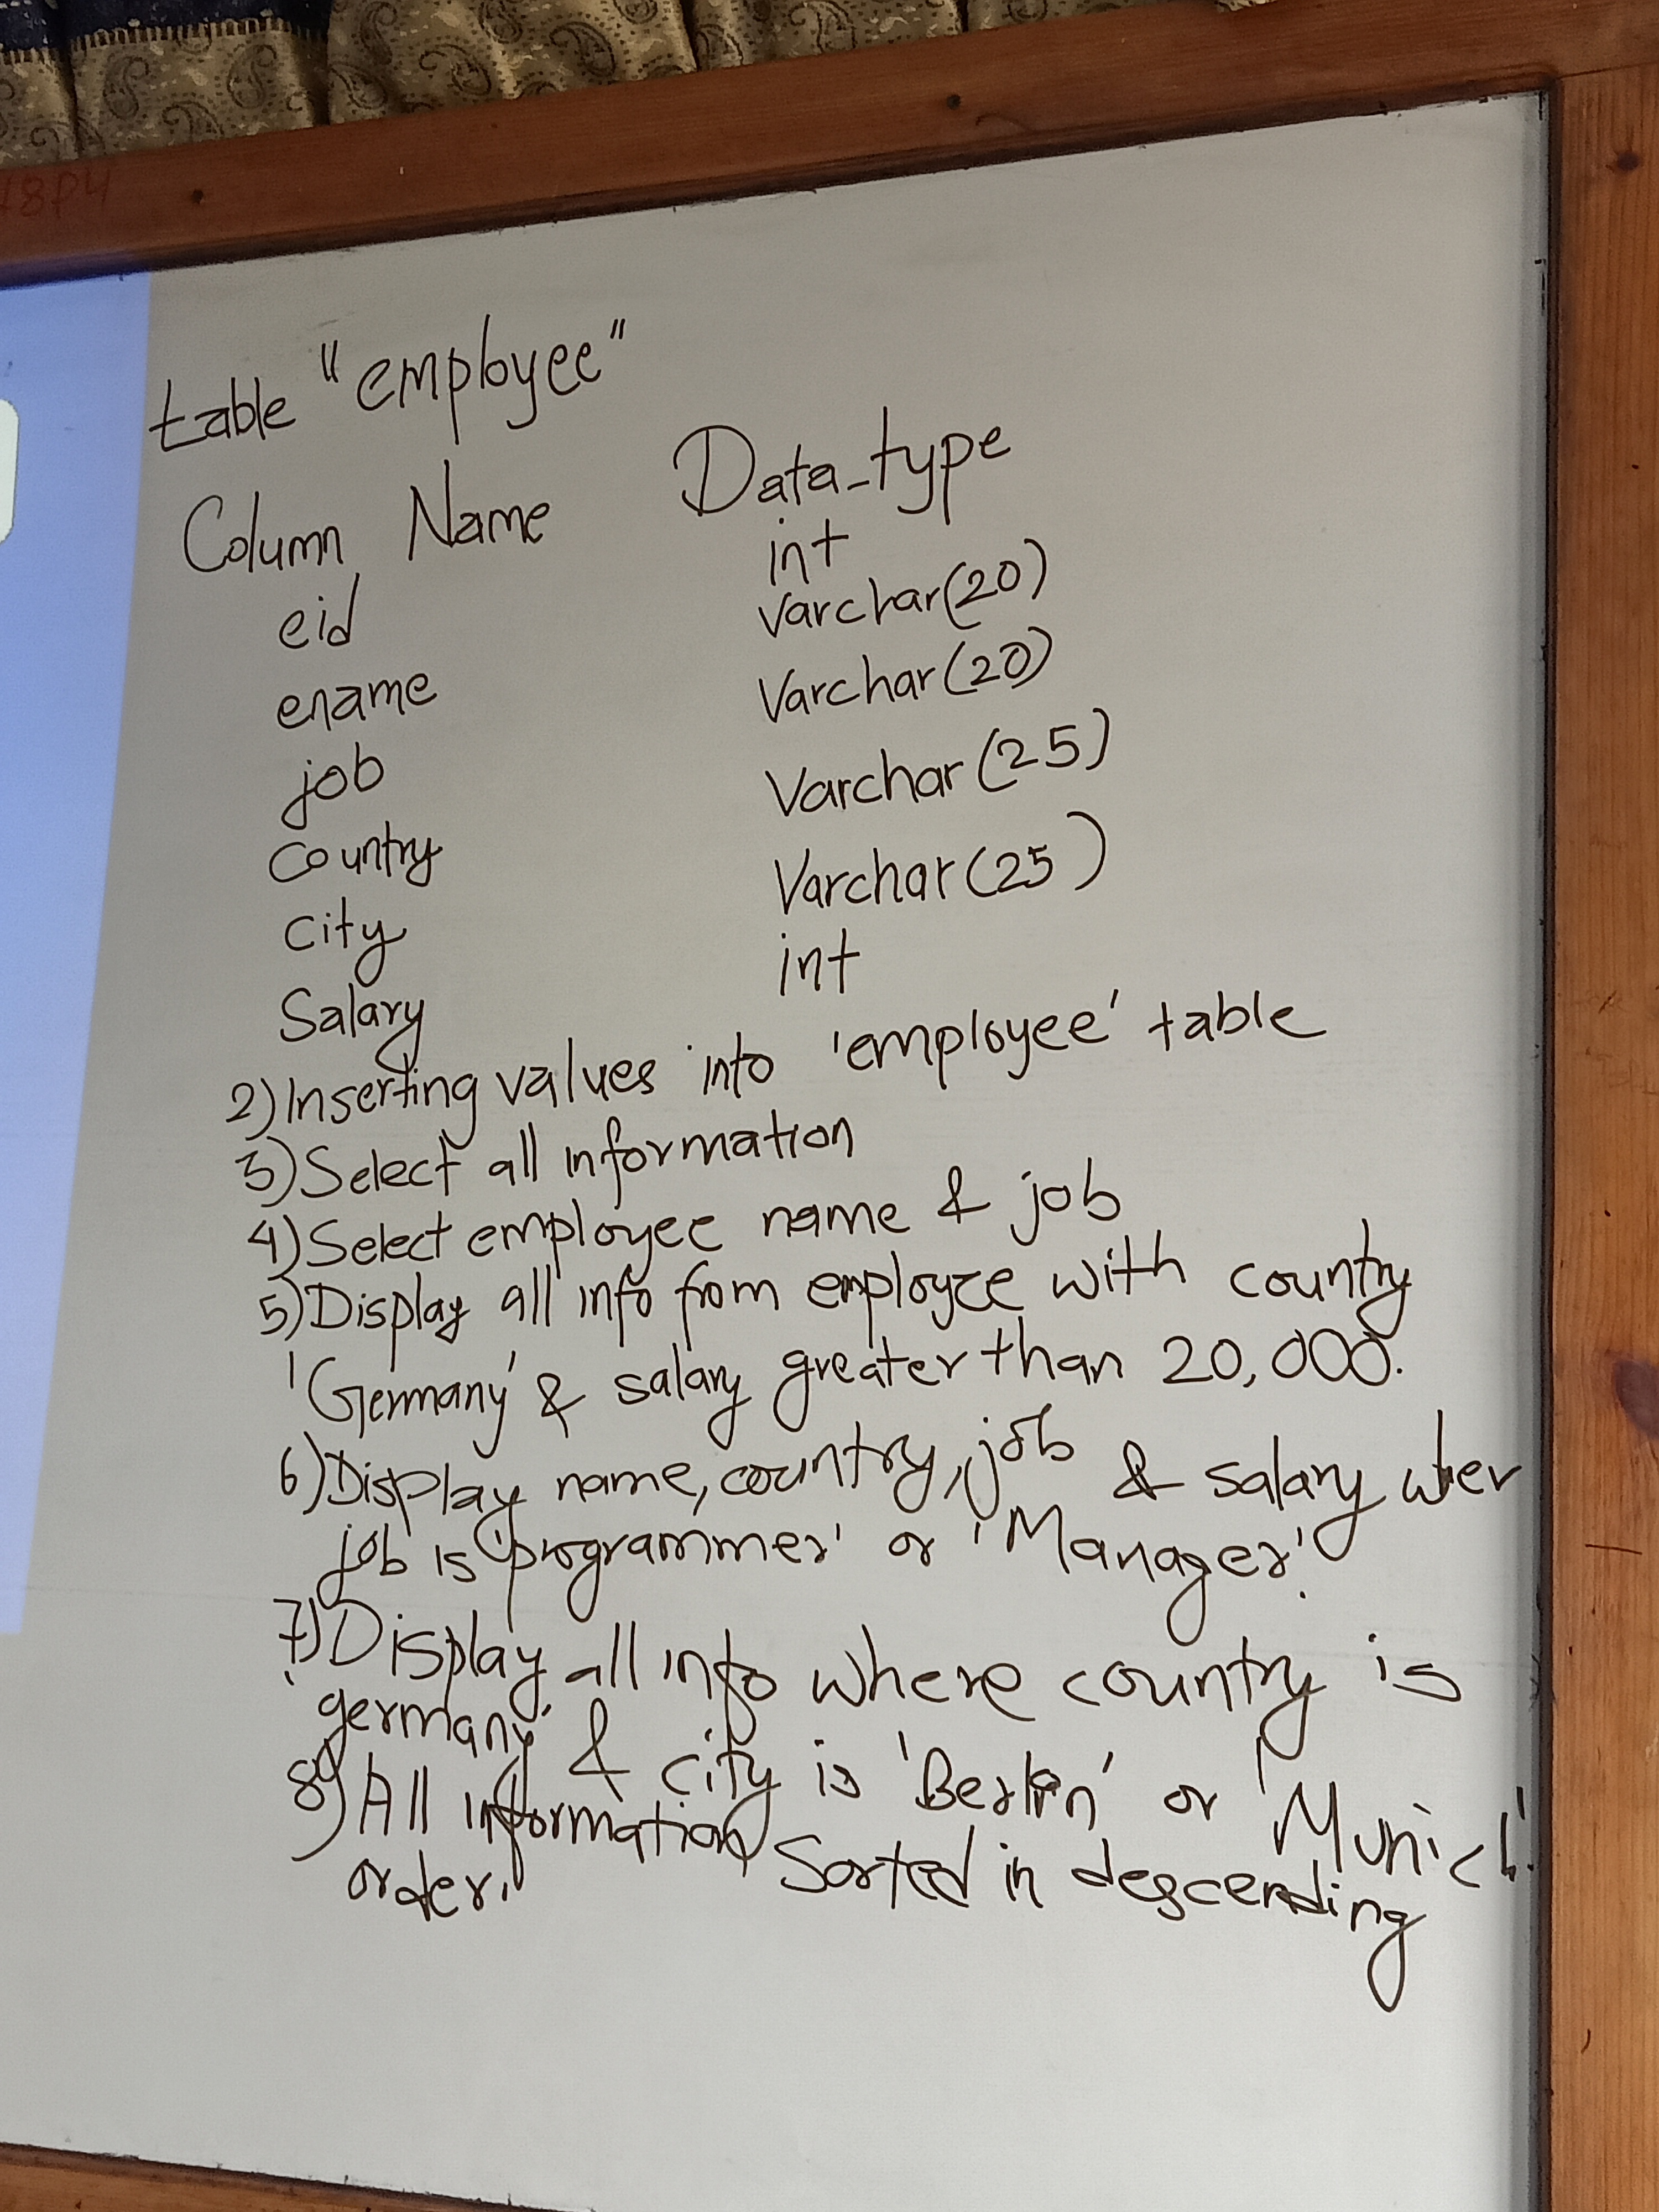 18P4
table "employee"
Column Name Data_type
eid int
ename varchar(20)
job Varchar(20)
country Varchar(25)
city Varchar(25)
Salary int
2) Inserting values into 'employee' table
3) Select all information
4) Select employee name & job
5) Display all info from employee with country
'Germany' & salary greater than 20,000.
6) Display name, country, job & salary wher
job is 'programmer' or 'Manager'.
7) Display all info where country is
germany' & city is 'Berlin' or 'Munich'
8) All information Sorted in descending
order.